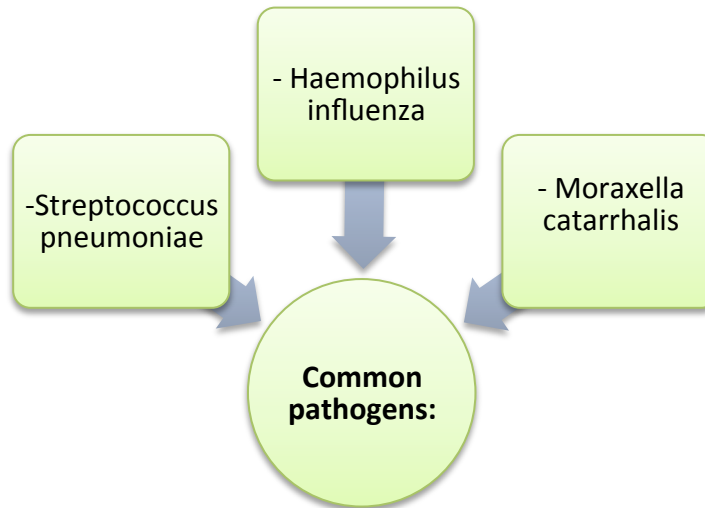 - Haemophilus
influenza
-Streptococcus
pneumoniae
- Moraxella
catarrhalis
Common
pathogens: